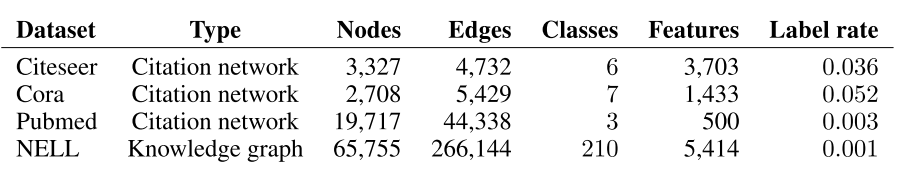 Dataset Type Nodes Edges Classes Features Label rate
Citeseer Citation network 3,327 4,732 6 3,703 0.036
Cora Citation network 2,708 5,429 7 1,433 0.052
Pubmed Citation network 19,717 44,338 3 500 0.003
NELL Knowledge graph 65,755 266,144 210 5,414 0.001